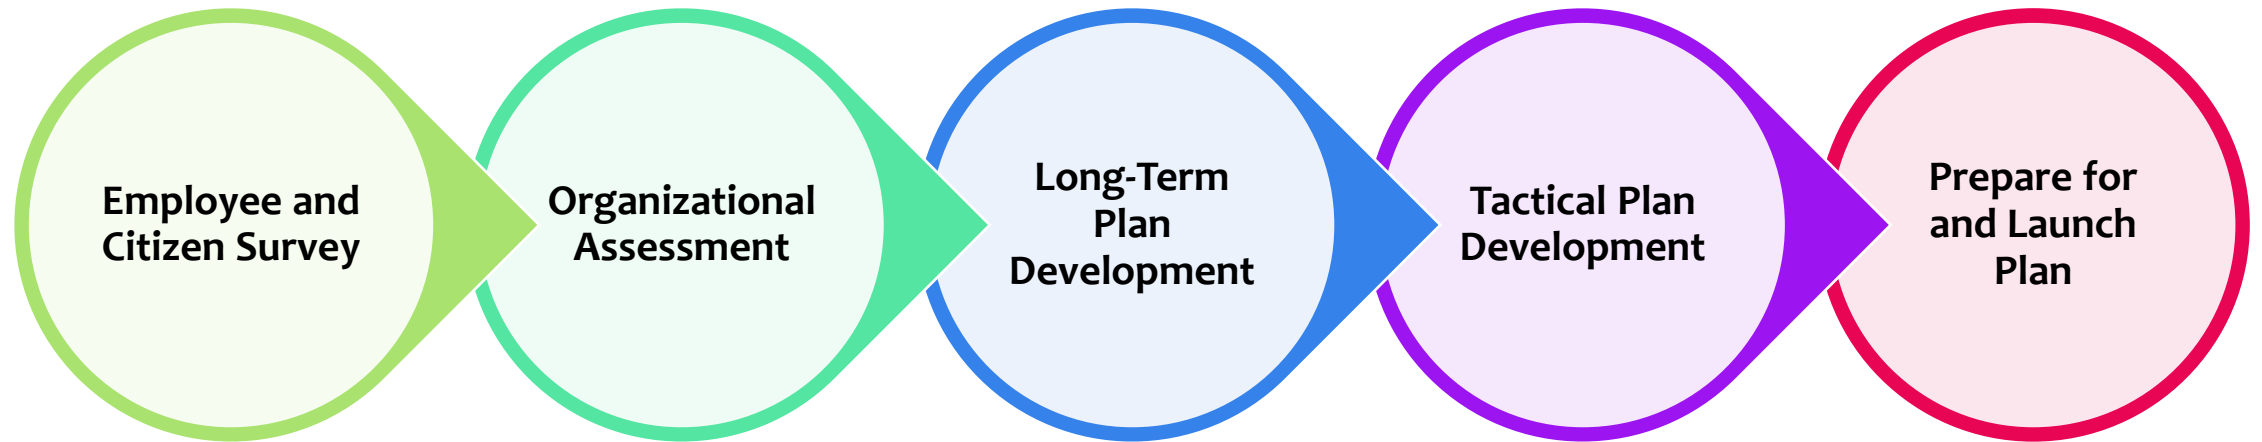 Employee and
Citizen Survey
Organizational
Assessment
Long-Term
Plan
Development
Tactical Plan
Development
Prepare for
and Launch
Plan